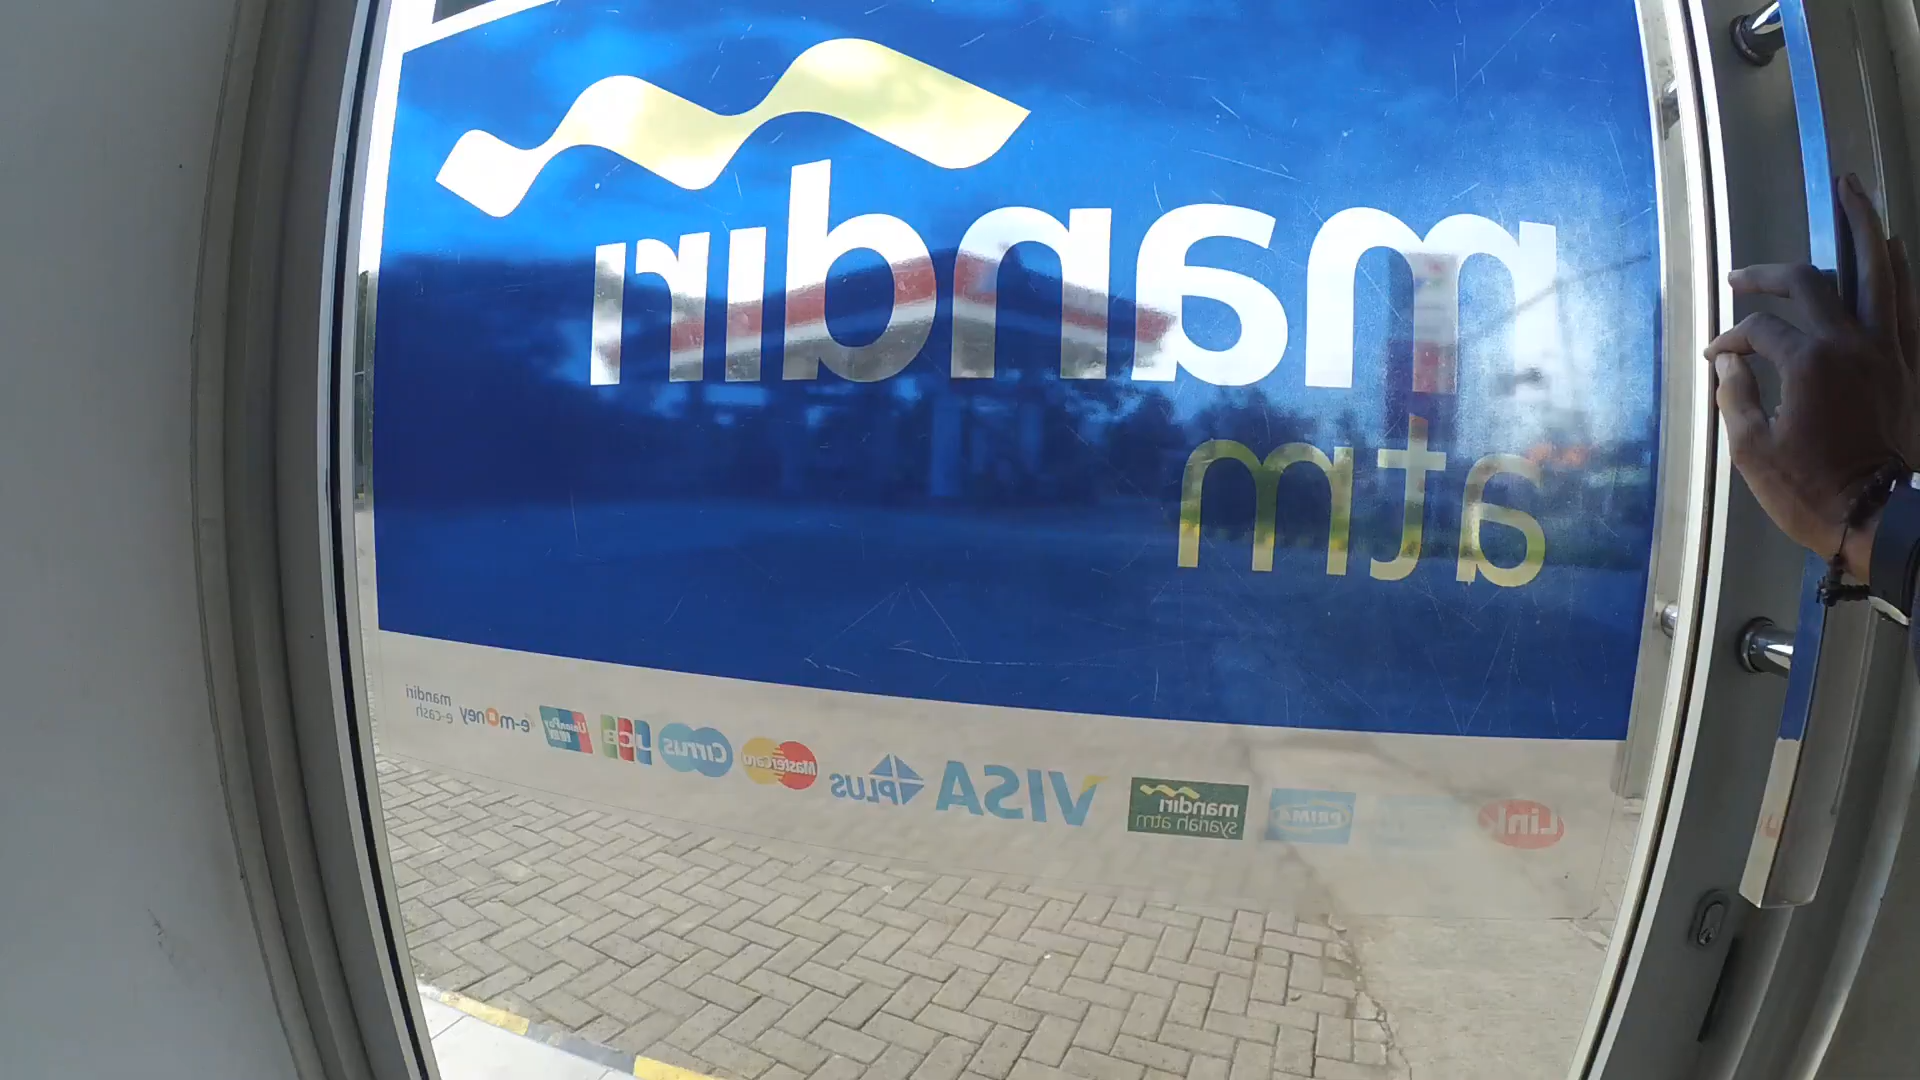 mandiri
atm
Link
PRIMA
mandiri
syariah atm
VISA
PLUS
MasterCard
Cirrus
JCB
UnionPay
e-money
mandiri
e-cash